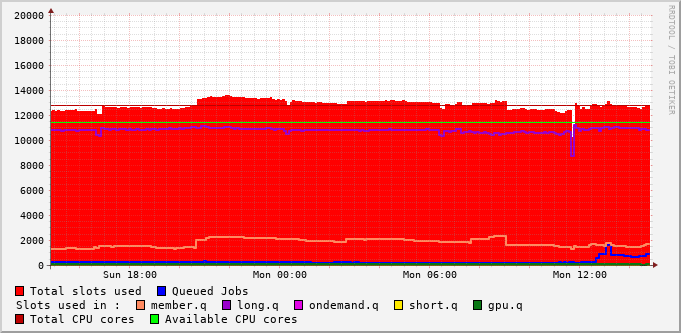 20000
18000
16000
14000
12000
10000
8000
6000
4000
2000
0
Sun 18:00 Mon 00:00 Mon 06:00 Mon 12:00
Total slots used Queued Jobs
Slots used in : member.q long.q ondemand.q short.q gpu.q
Total CPU cores Available CPU cores
RRDTOOL / TOBI OETIKER